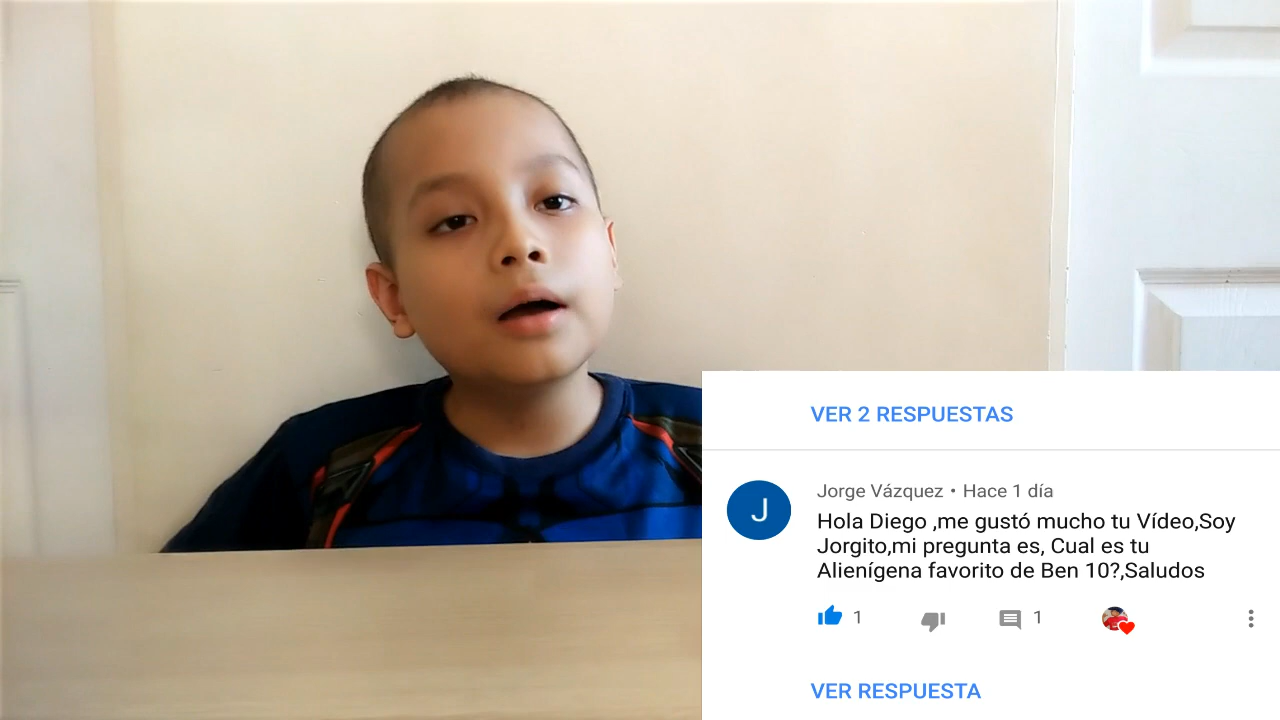 VER 2 RESPUESTAS
J
Jorge Vázquez • Hace 1 día
Hola Diego ,me gustó mucho tu Vídeo,Soy
Jorgito,mi pregunta es, Cual es tu
Alienígena favorito de Ben 10?,Saludos
1 1
VER RESPUESTA